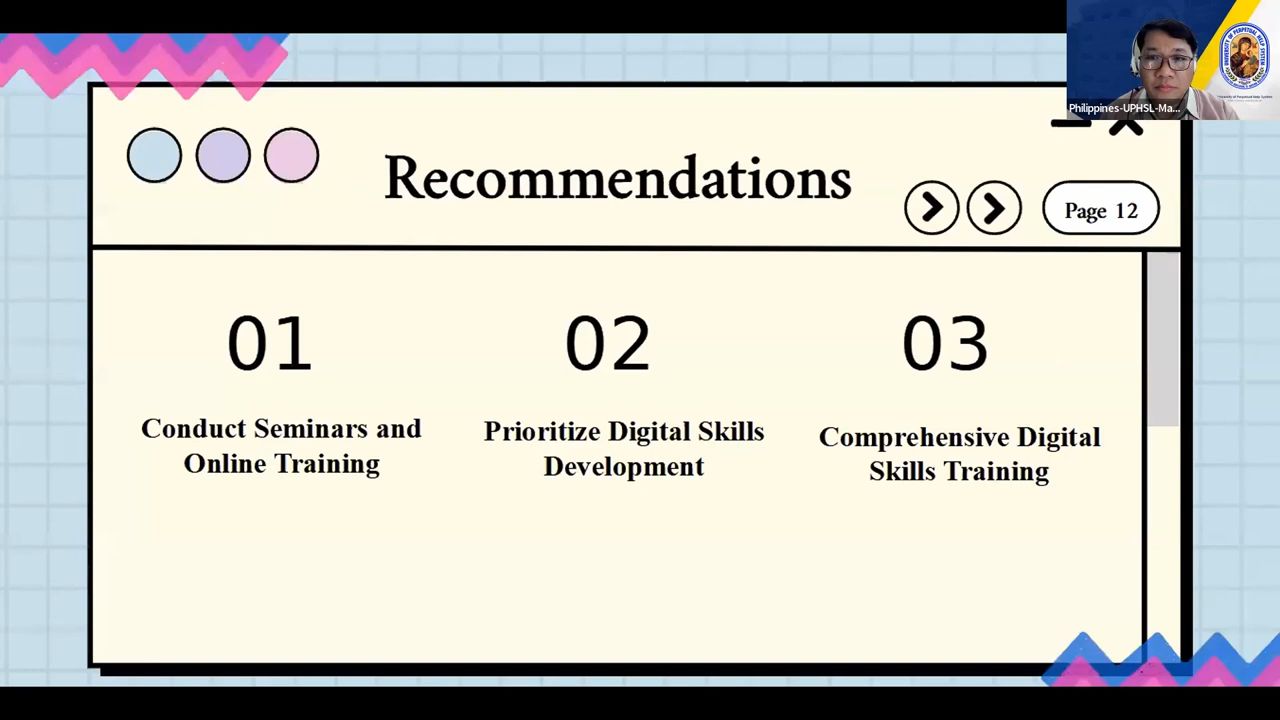 Philippines-UPHSL-Ma...
Recommendations
Page 12
01
Conduct Seminars and
Online Training
02
Prioritize Digital Skills
Development
03
Comprehensive Digital
Skills Training